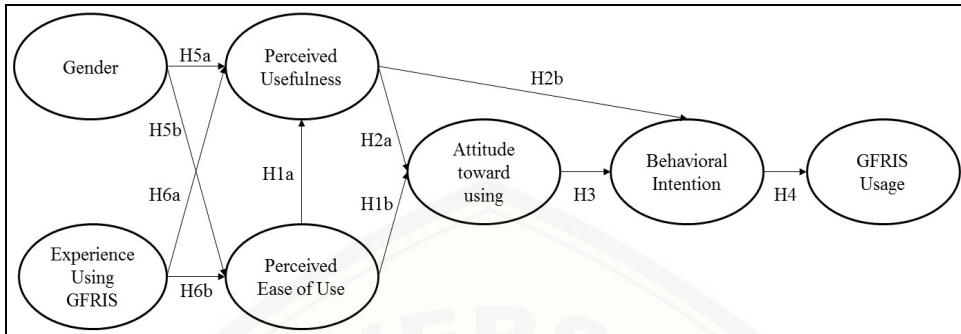 Gender
H5a
Perceived
Usefulness
H2b
H5b
H2a
Attitude
toward
using
H3
Behavioral
Intention
H4
GFRIS
Usage
H6a
H1a
H1b
Experience
Using
GFRIS
H6b
Perceived
Ease of Use